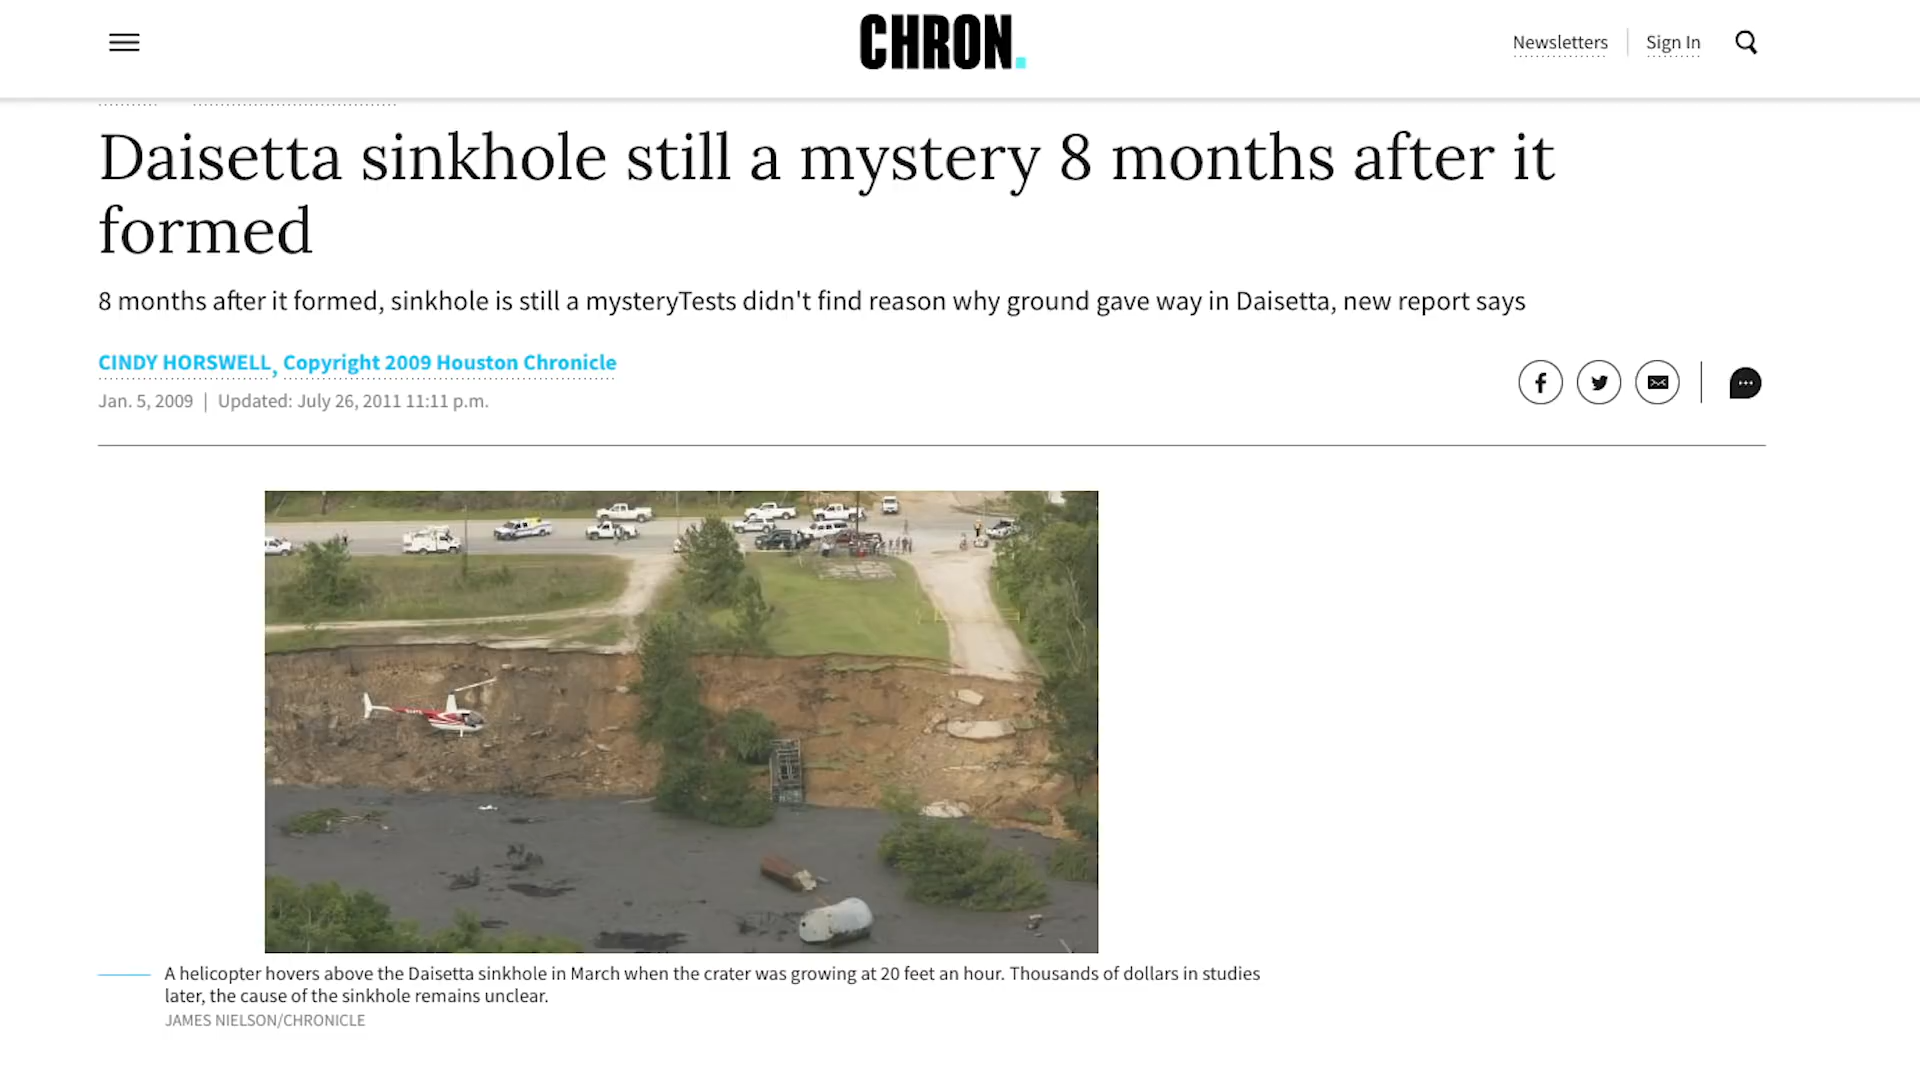 CHRON.
Newsletters
Sign In
Daisetta sinkhole still a mystery 8 months after it
formed
8 months after it formed, sinkhole is still a mysteryTests didn't find reason why ground gave way in Daisetta, new report says
CINDY HORSWELL, Copyright 2009 Houston Chronicle
Jan. 5, 2009 | Updated: July 26, 2011 11:11 p.m.
A helicopter hovers above the Daisetta sinkhole in March when the crater was growing at 20 feet an hour. Thousands of dollars in studies
later, the cause of the sinkhole remains unclear.
JAMES NIELSON/CHRONICLE